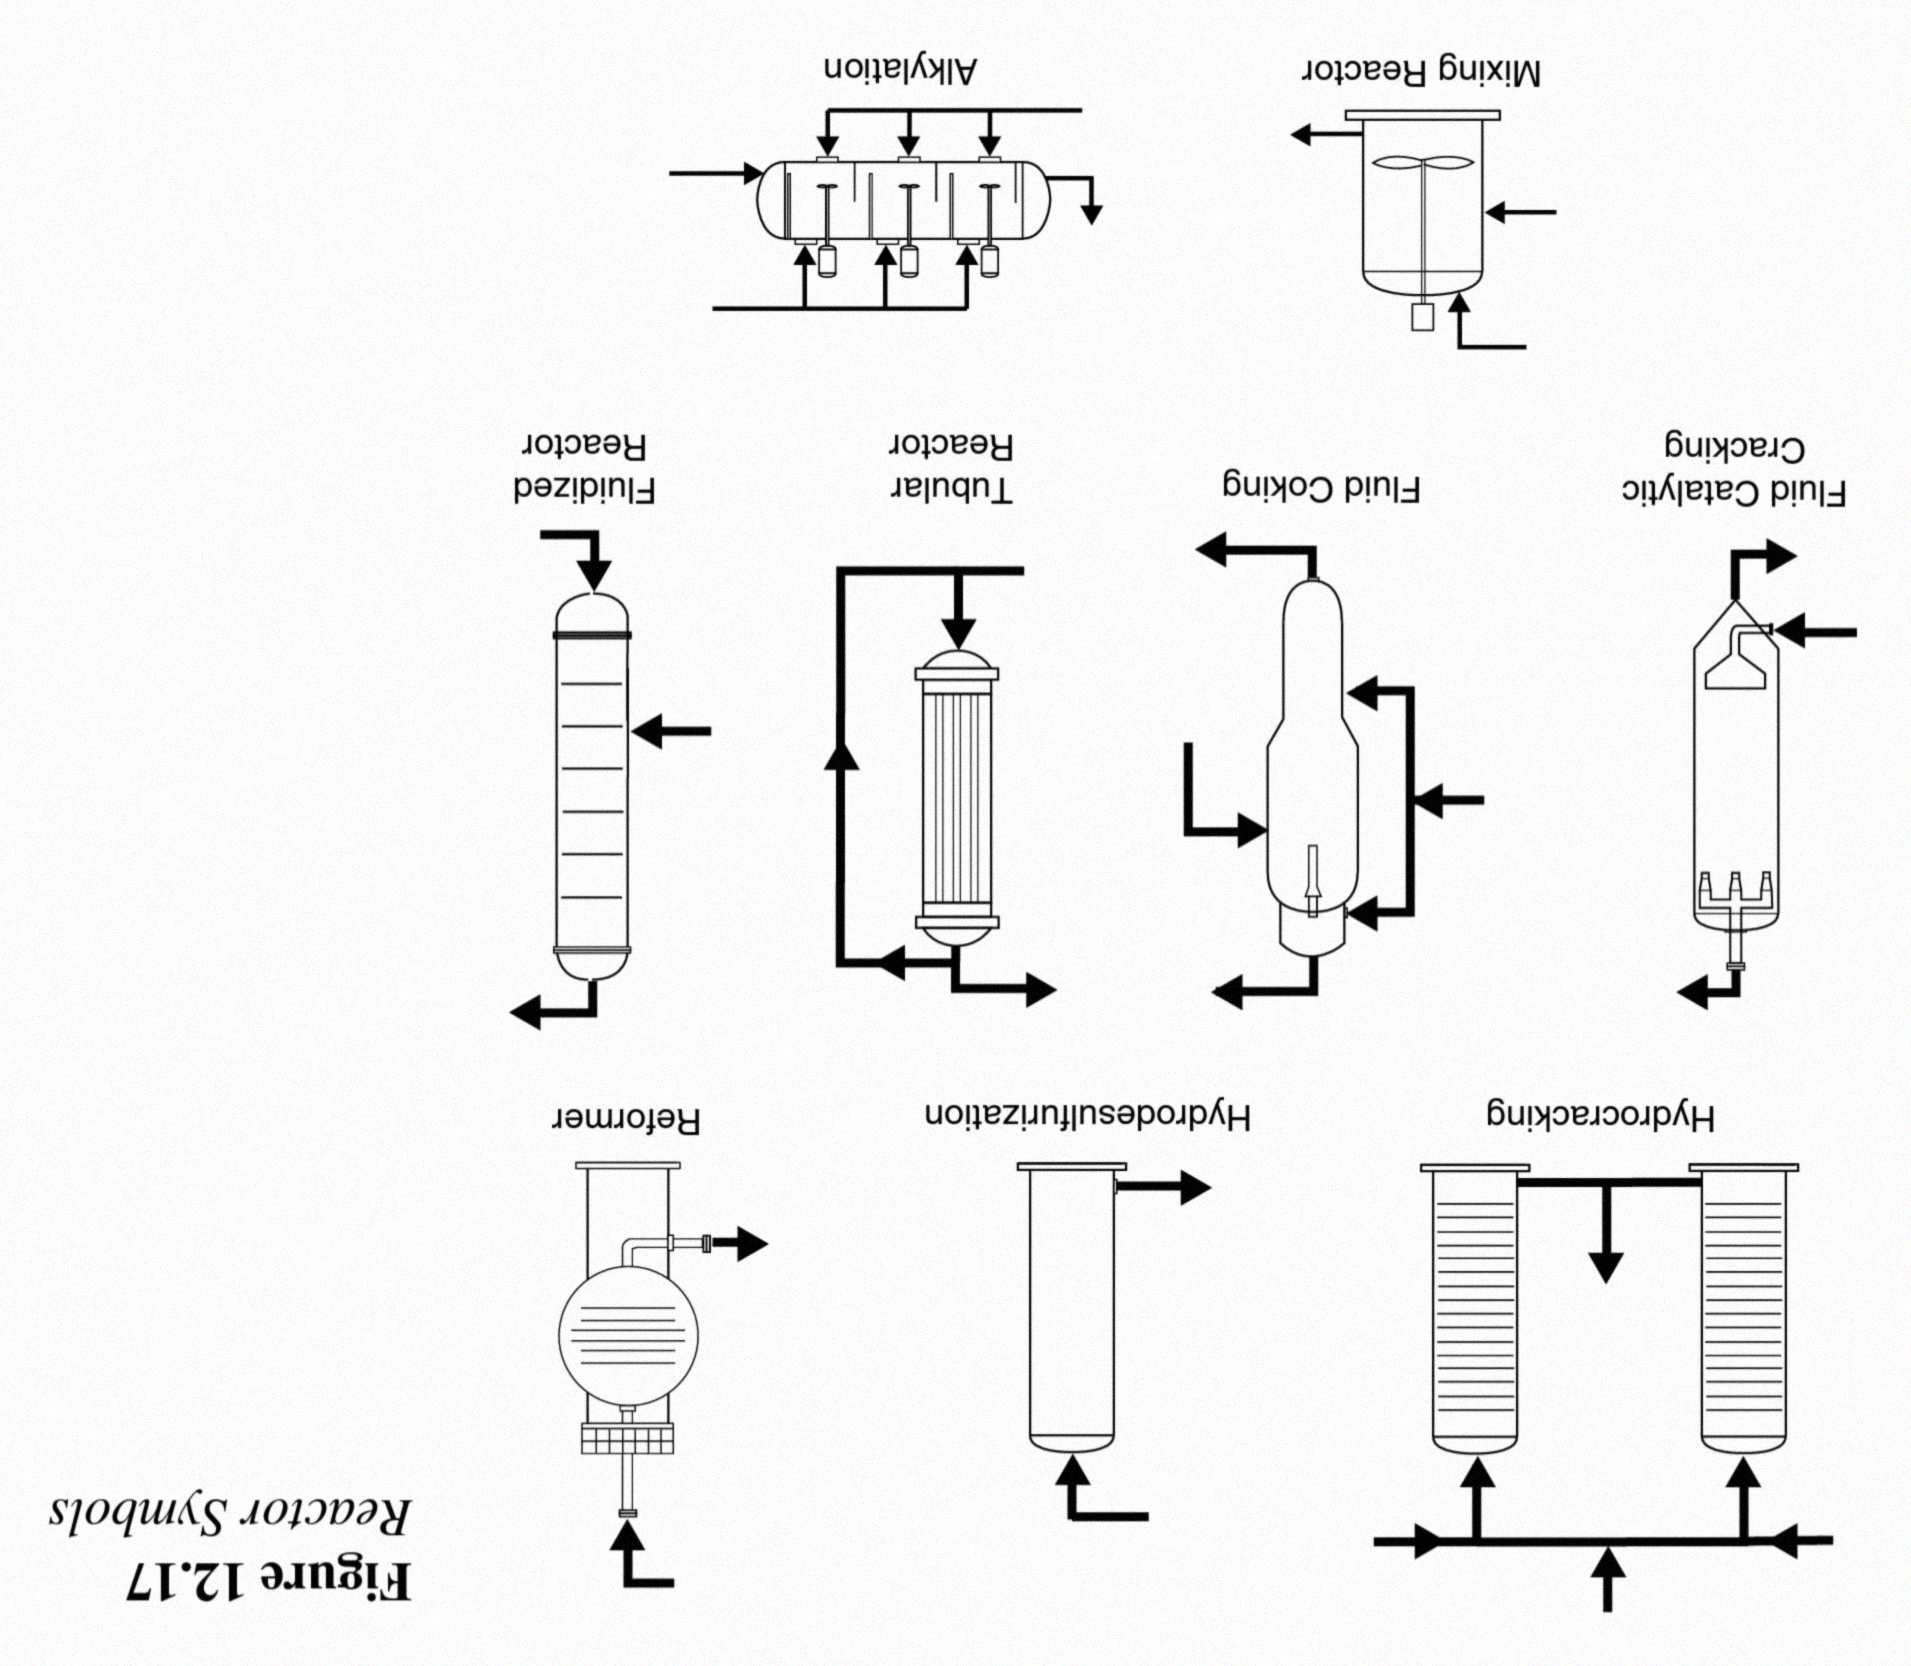 Figure 12.17
Reactor Symbols
Hydrocracking
Hydrodesulfurization
Reformer
Fluid Catalytic
Cracking
Fluid Coking
Tubular
Reactor
Fluidized
Reactor
Mixing Reactor
Alkylation